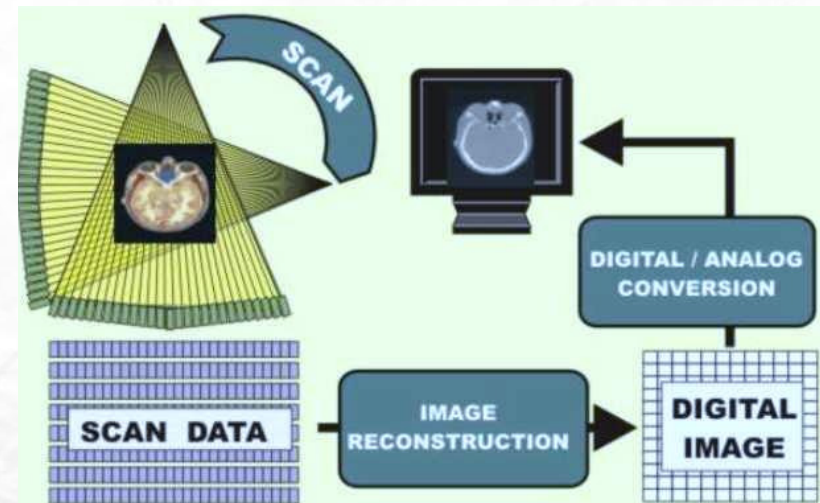 SCAN
DIGITAL / ANALOG
CONVERSION
SCAN DATA
IMAGE
RECONSTRUCTION
DIGITAL
IMAGE